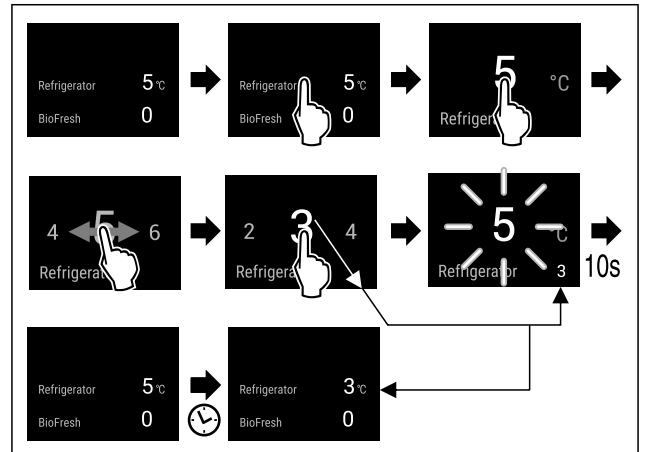 Refrigerator 5 °C
BioFresh 0
Refrigerator 5 °C
BioFresh 0
5 °C
Refriger
4 5 6
Refrigerat
2 3 4
Refrigera
5 °C
Refrigerator 3
10s
Refrigerator 5 °C
BioFresh 0
Refrigerator 3 °C
BioFresh 0